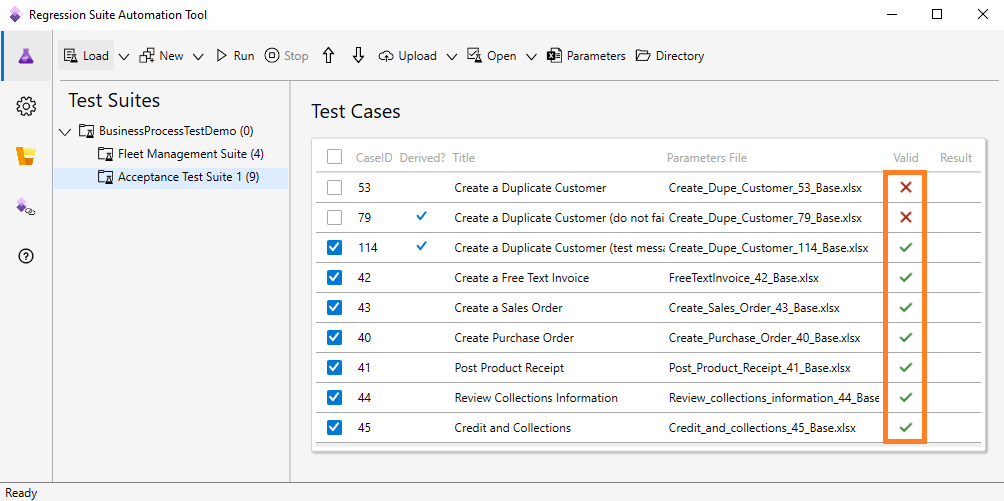 Regression Suite Automation Tool
Load New Run Stop Upload Open Parameters Directory
Test Suites
BusinessProcessTestDemo (0)
Fleet Management Suite (4)
Acceptance Test Suite 1 (9)
Test Cases
CaseID Derived? Title Parameters File Valid Result
53 Create a Duplicate Customer Create_Dupe_Customer_53_Base.xlsx
79 Create a Duplicate Customer (do not fai Create_Dupe_Customer_79_Base.xlsx
114 Create a Duplicate Customer (test messa Create_Dupe_Customer_114_Base.xlsx
42 Create a Free Text Invoice FreeTextInvoice_42_Base.xlsx
43 Create a Sales Order Create_Sales_Order_43_Base.xlsx
40 Create Purchase Order Create_Purchase_Order_40_Base.xlsx
41 Post Product Receipt Post_Product_Receipt_41_Base.xlsx
44 Review Collections Information Review_collections_information_44_Base
45 Credit and Collections Credit_and_collections_45_Base.xlsx
Ready